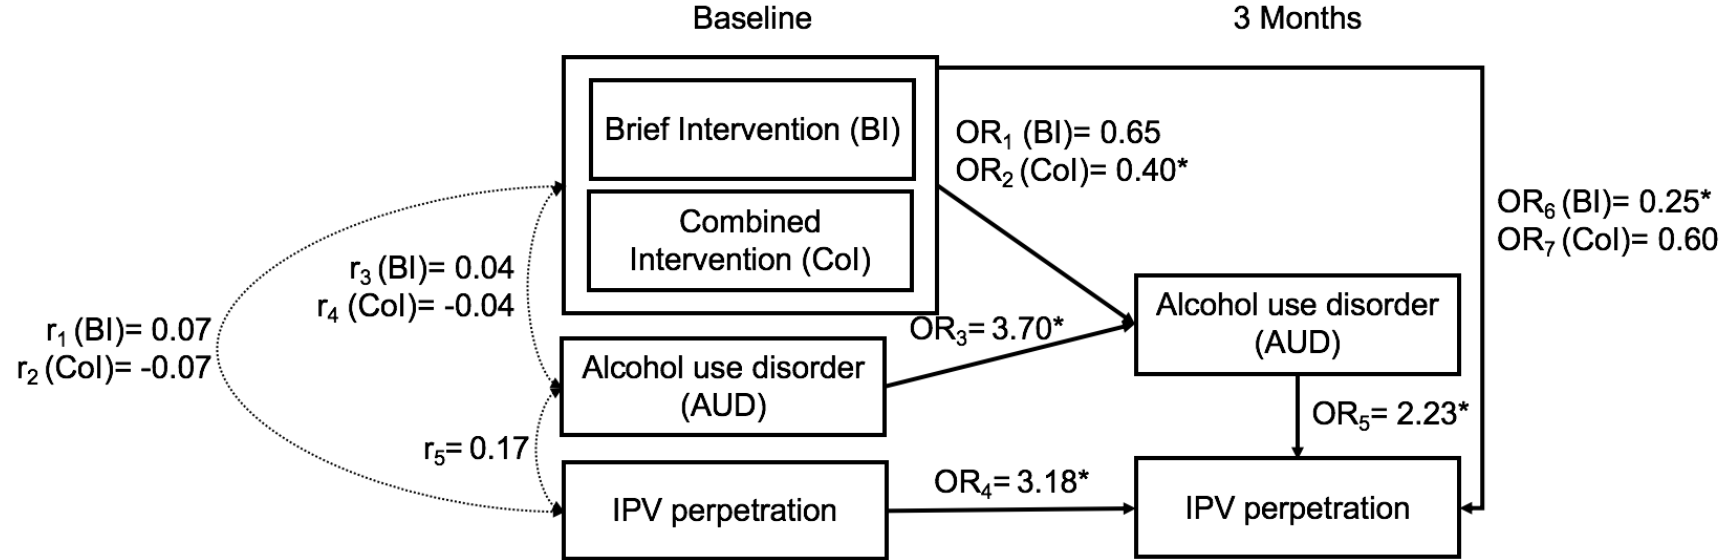 Baseline
3 Months
Brief Intervention (BI)
OR₁ (BI)= 0.65
OR₂ (CoI)= 0.40*
OR₆ (BI)= 0.25*
OR₇ (CoI)= 0.60
Combined
Intervention (CoI)
r₃ (BI)= 0.04
r₄ (CoI)= -0.04
r₁ (BI)= 0.07
r₂ (CoI)= -0.07
OR₃= 3.70*
Alcohol use disorder
(AUD)
Alcohol use disorder
(AUD)
OR₅= 2.23*
r₅= 0.17
OR₄= 3.18*
IPV perpetration
IPV perpetration